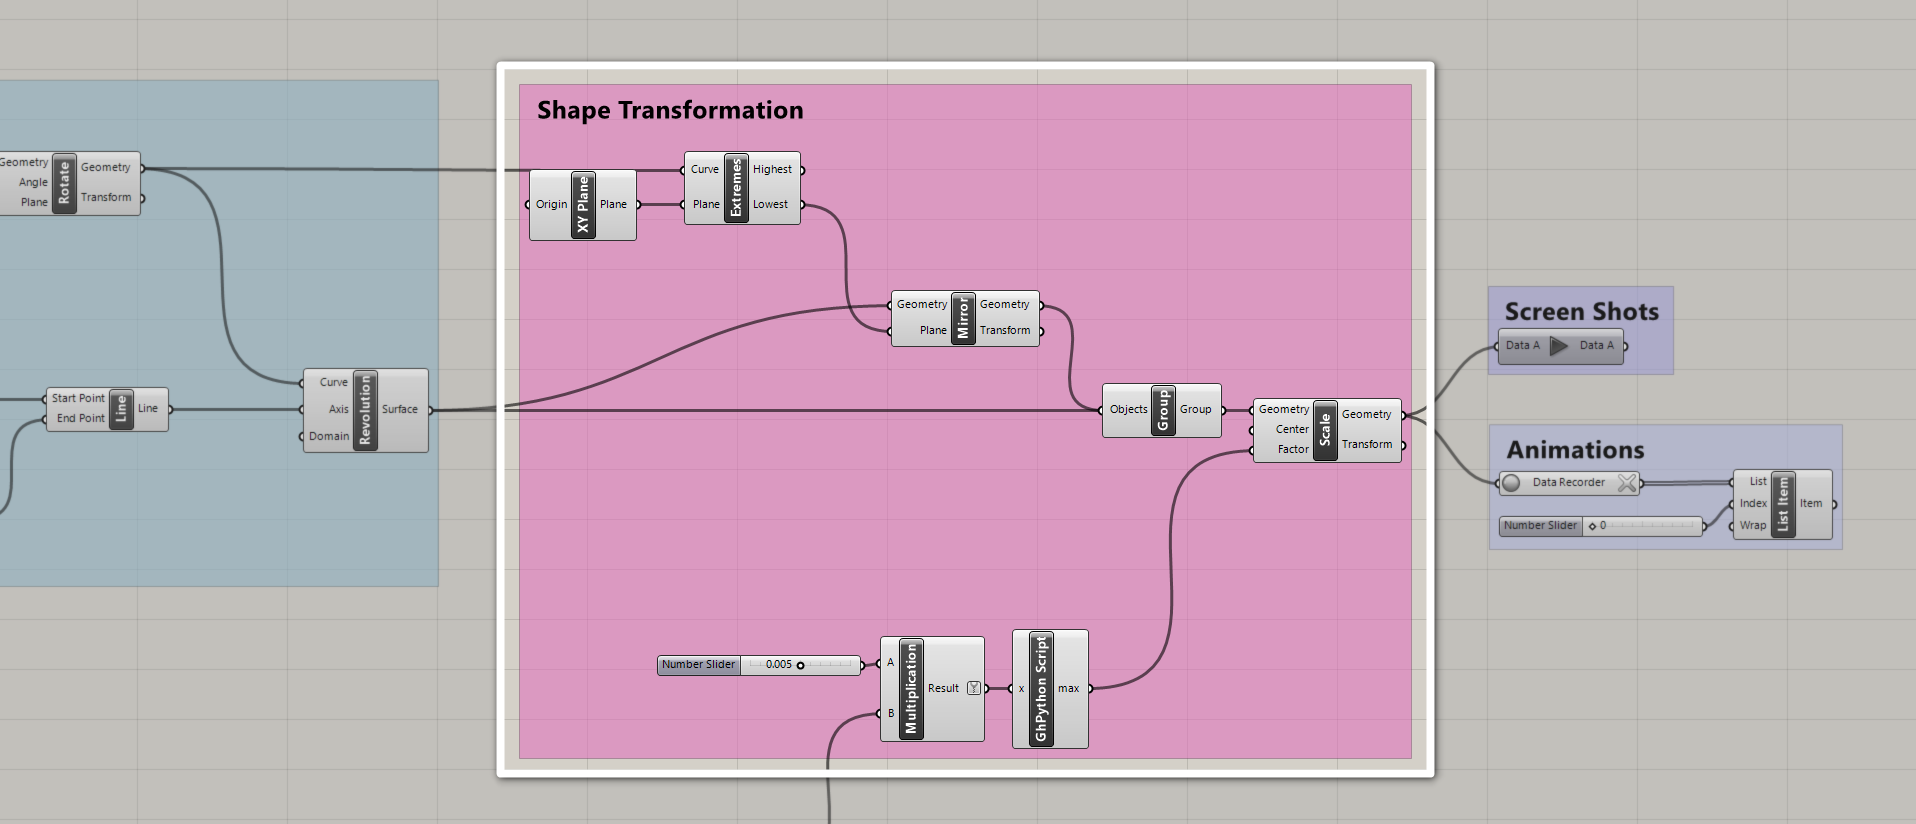 Shape Transformation
Geometry
Angle
Plane
Rotate
Geometry
Transform
Origin
XY Plane
Plane
Curve
Plane
Extremes
Highest
Lowest
Geometry
Plane
Mirror
Geometry
Transform
Start Point
End Point
Line
Line
Curve
Axis
Domain
Revolution
Surface
Objects
Group
Group
Geometry
Center
Factor
Scale
Geometry
Transform
Screen Shots
Data A
Data A
Animations
Data Recorder
Number Slider
0
List
Index
Wrap
List Item
Item
Number Slider
0.005
A
B
Multiplication
Result
x
GhPython Script
max